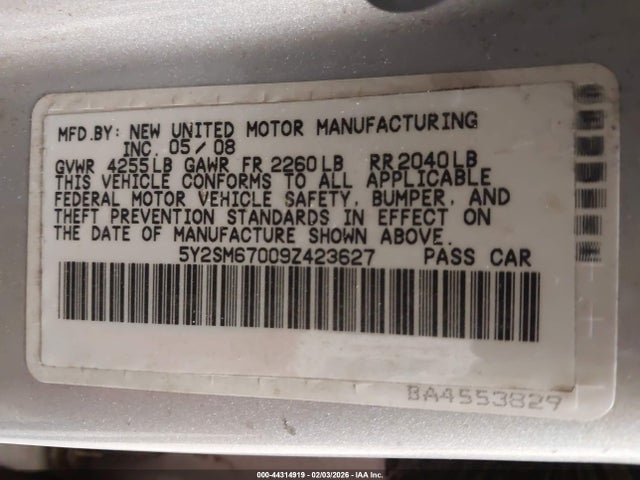 MFD.BY: NEW UNITED MOTOR MANUFACTURING
INC. 05/08
GVWR 4255LB GAWR FR 2260LB RR2040LB
THIS VEHICLE CONFORMS TO ALL APPLICABLE
FEDERAL MOTOR VEHICLE SAFETY, BUMPER, AND
THEFT PREVENTION STANDARDS IN EFFECT ON
THE DATE OF MANUFACTURE SHOWN ABOVE.
5Y2SM67009Z423627 PASS CAR
BA4553829
000-44314919 - 02/03/2026 - IAA Inc.